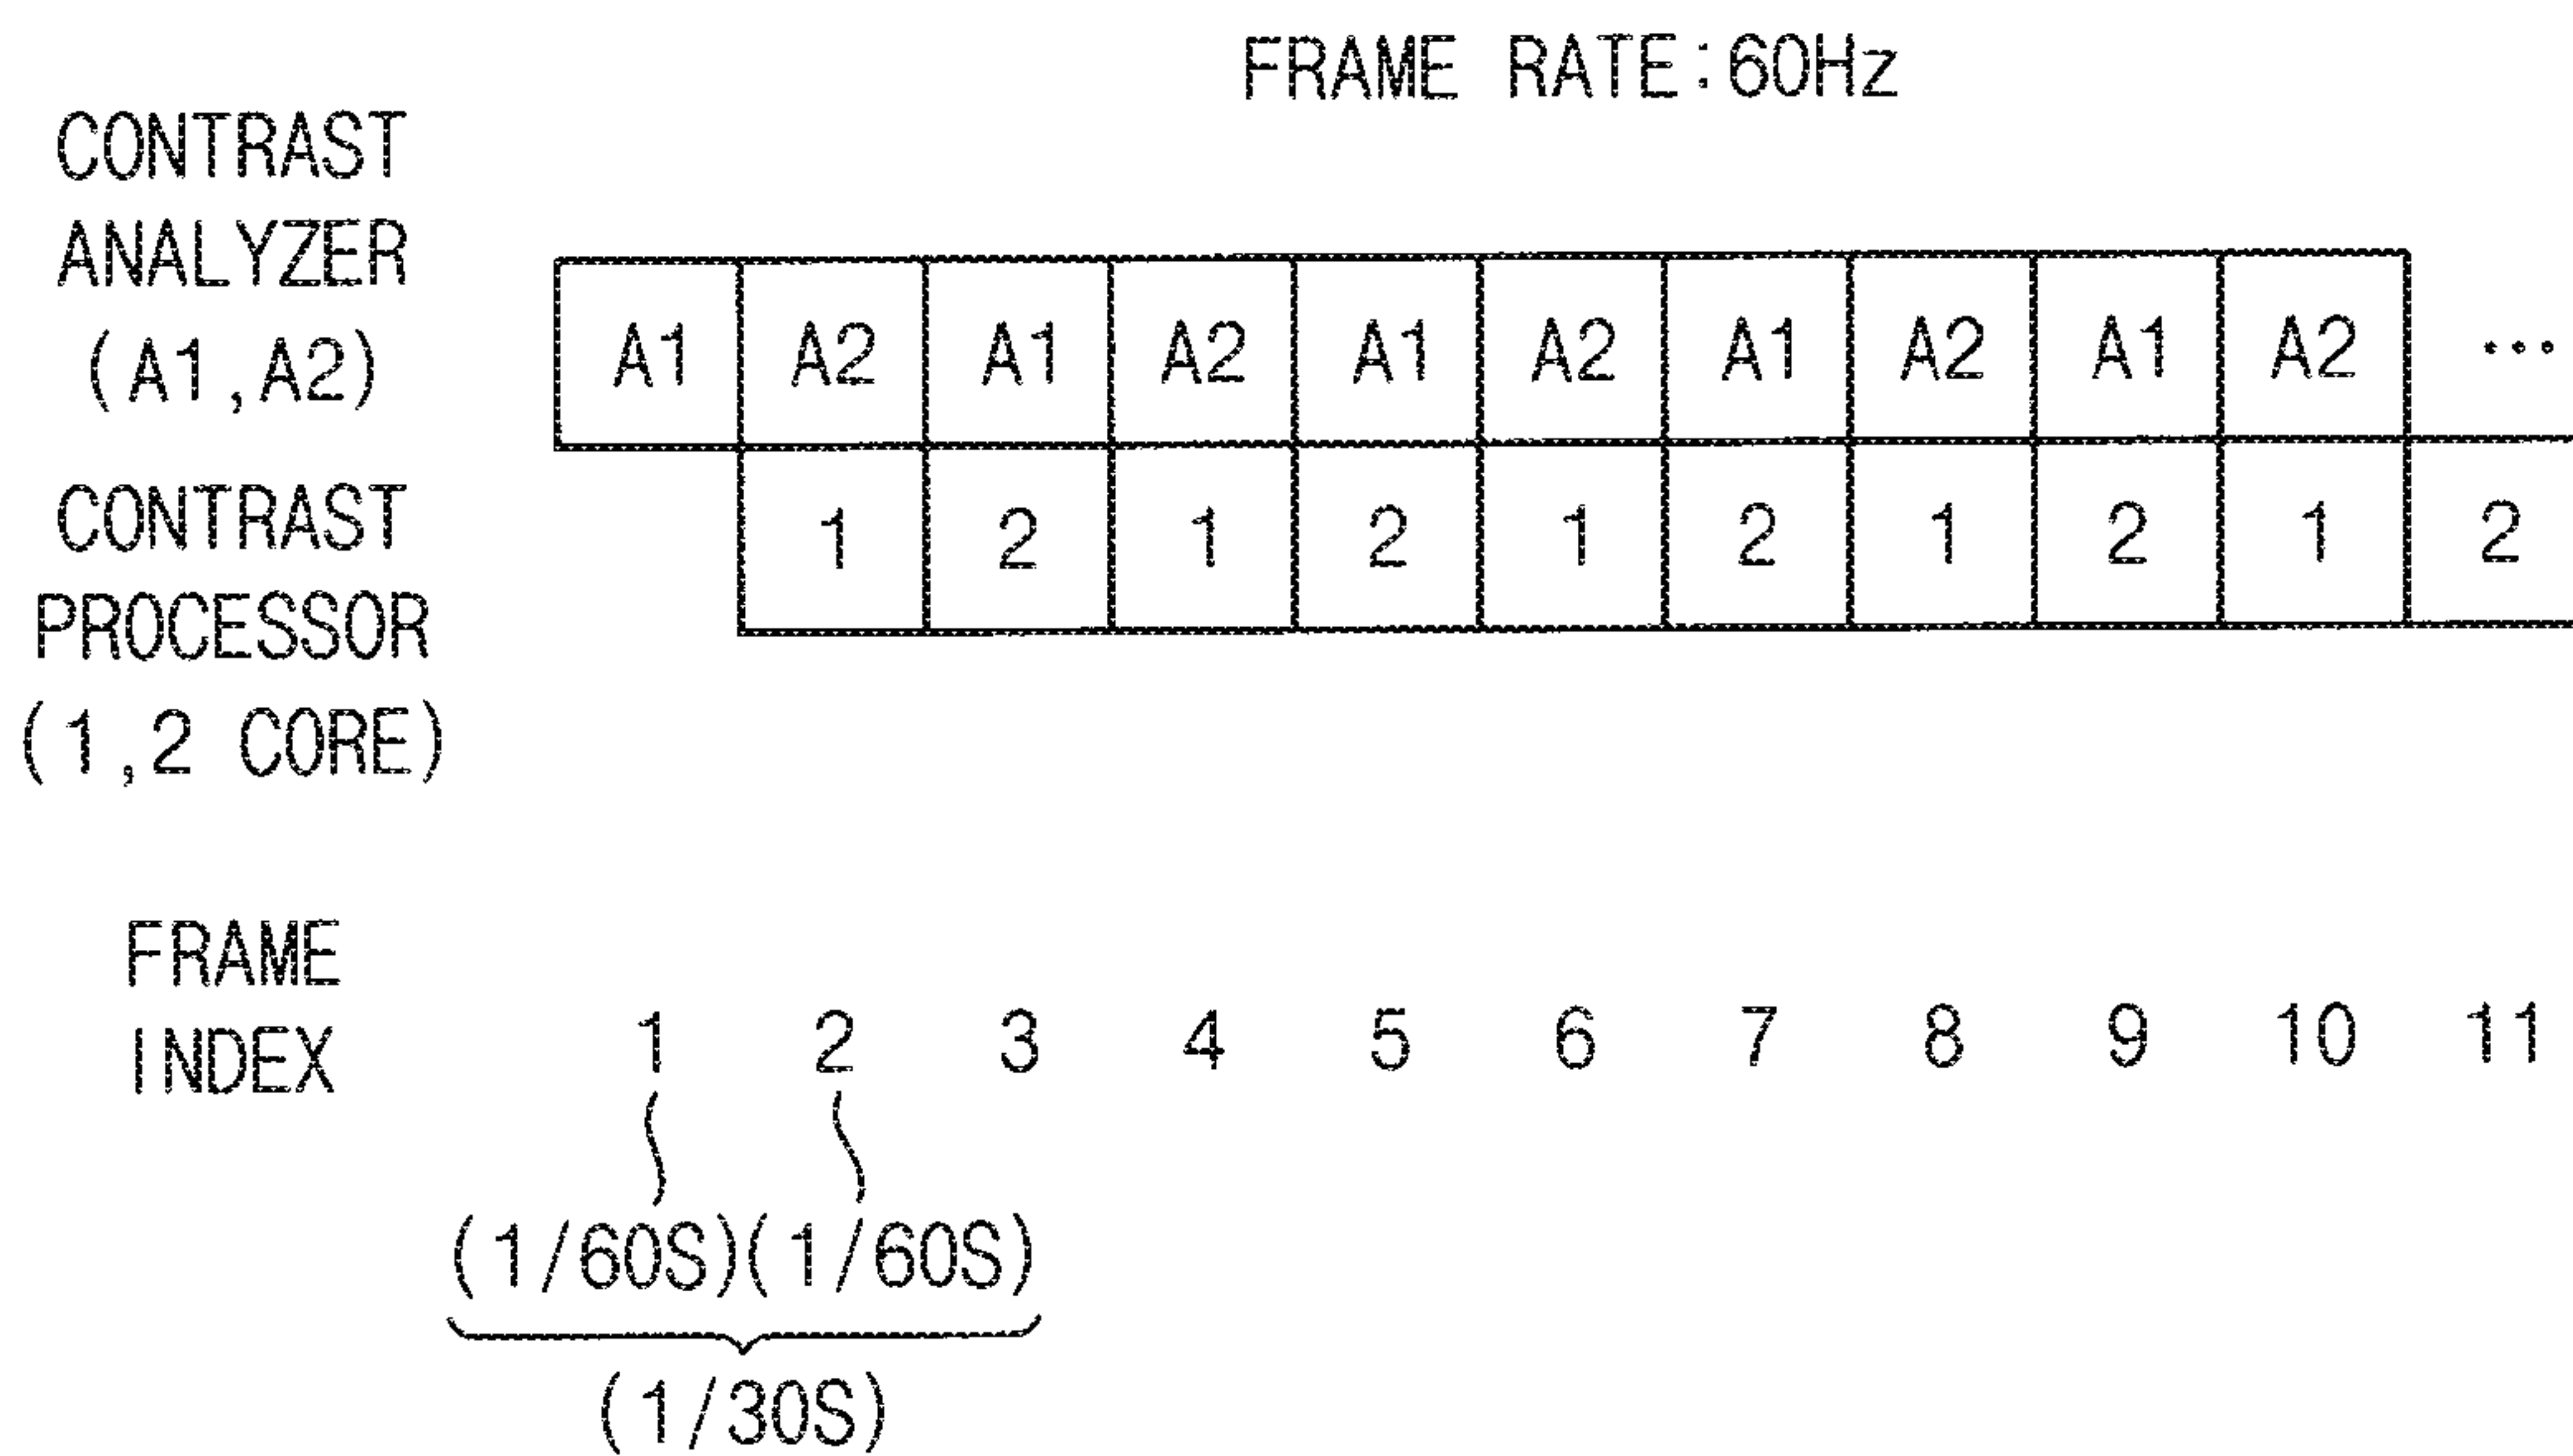 FRAME RATE:60Hz
CONTRAST
ANALYZER
(A1,A2)
A1 A2 A1 A2 A1 A2 A1 A2 A1 A2 ...
CONTRAST
PROCESSOR
(1,2 CORE)
1 2 1 2 1 2 1 2 1 2
FRAME
INDEX
1 2 3 4 5 6 7 8 9 10 11
(1/60S)(1/60S)
(1/30S)